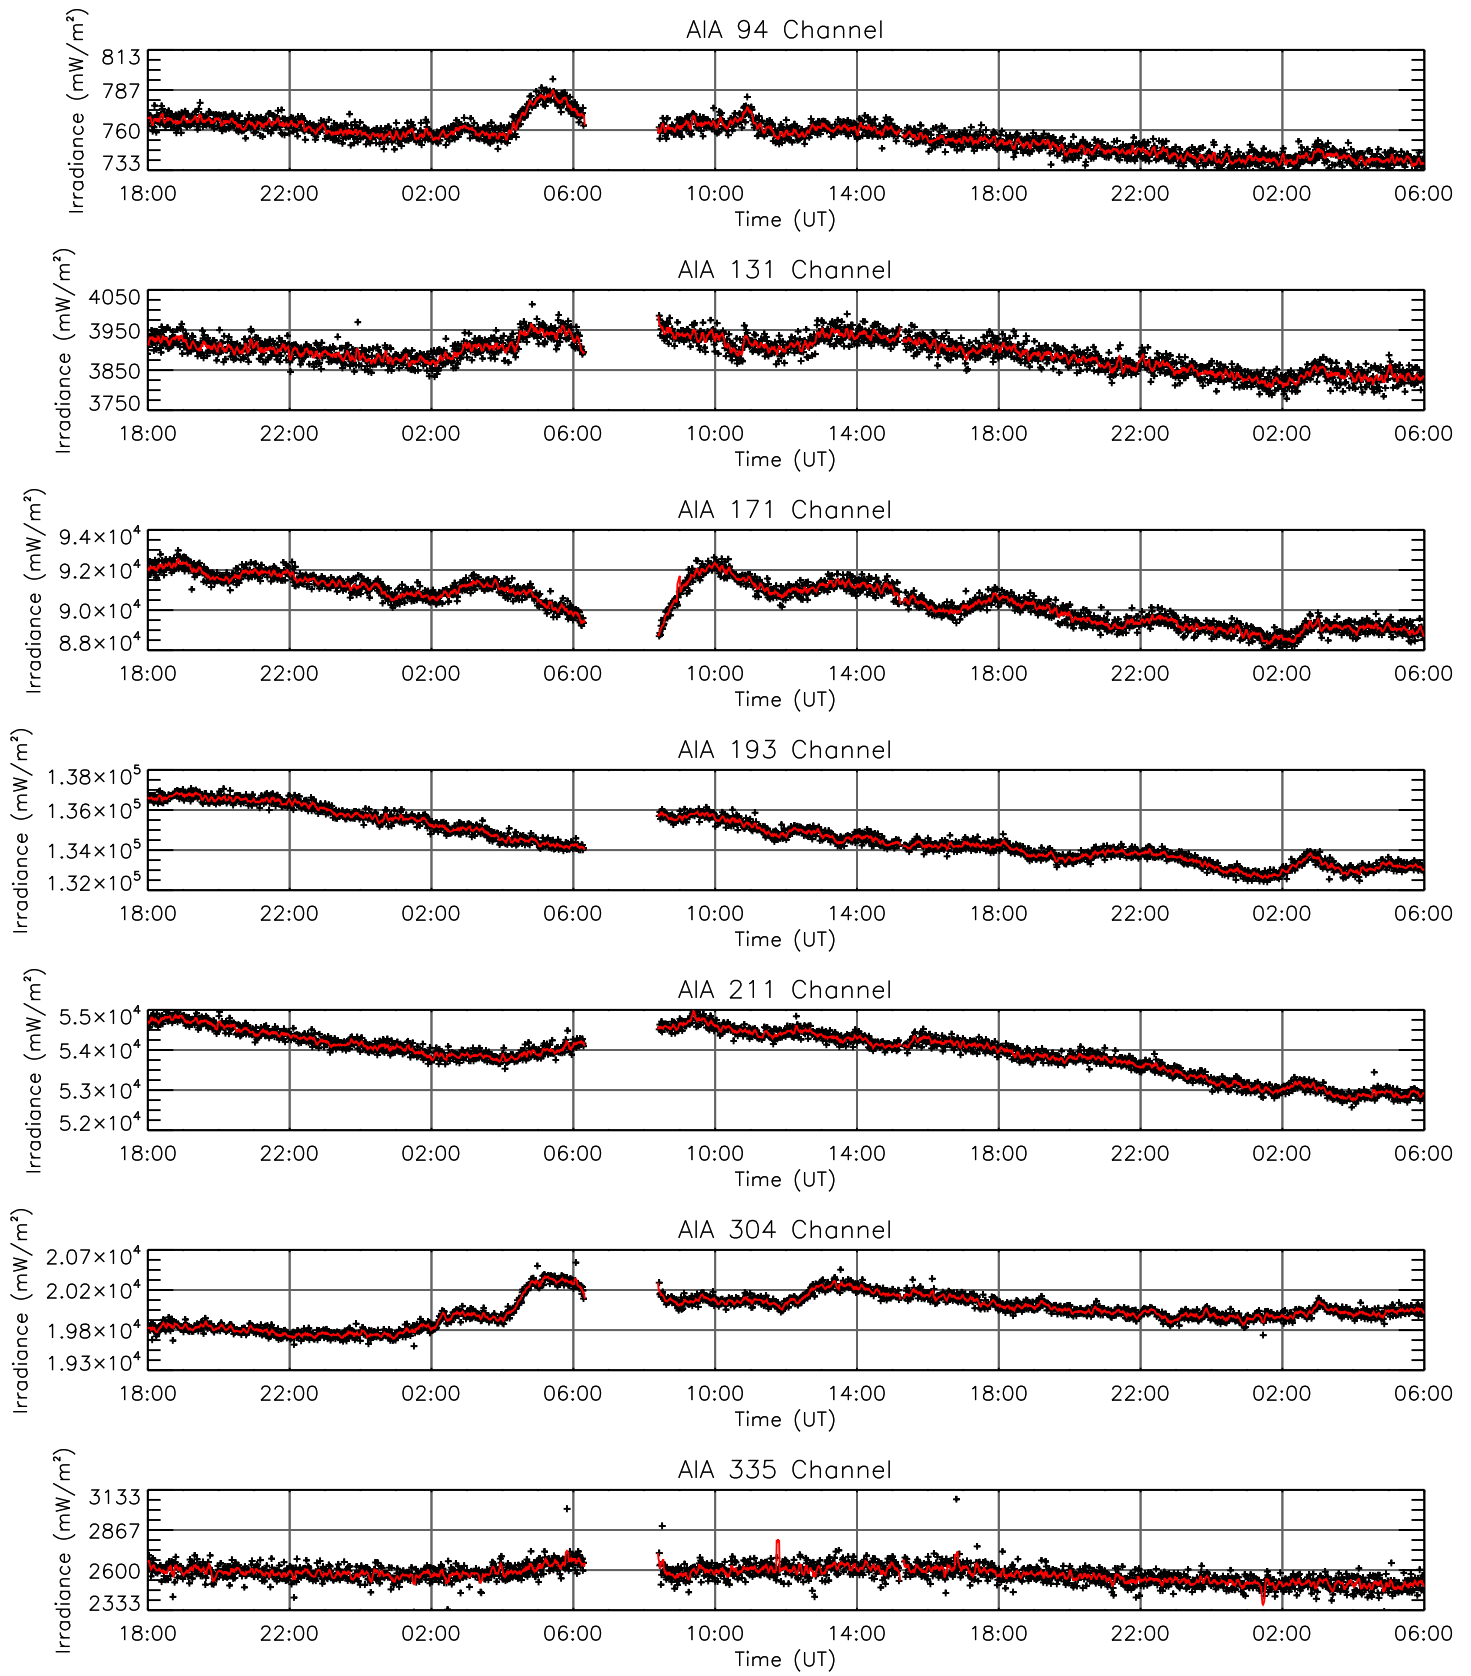 AIA 94 Channel
Irradiance (mW/m²)
813
787
760
733
18:00 22:00 02:00 06:00 10:00 14:00 18:00 22:00 02:00 06:00
Time (UT)
AIA 131 Channel
Irradiance (mW/m²)
4050
3950
3850
3750
18:00 22:00 02:00 06:00 10:00 14:00 18:00 22:00 02:00 06:00
Time (UT)
AIA 171 Channel
Irradiance (mW/m²)
9.4×10⁴
9.2×10⁴
9.0×10⁴
8.8×10⁴
18:00 22:00 02:00 06:00 10:00 14:00 18:00 22:00 02:00 06:00
Time (UT)
AIA 193 Channel
Irradiance (mW/m²)
1.38×10⁵
1.36×10⁵
1.34×10⁵
1.32×10⁵
18:00 22:00 02:00 06:00 10:00 14:00 18:00 22:00 02:00 06:00
Time (UT)
AIA 211 Channel
Irradiance (mW/m²)
5.5×10⁴
5.4×10⁴
5.3×10⁴
5.2×10⁴
18:00 22:00 02:00 06:00 10:00 14:00 18:00 22:00 02:00 06:00
Time (UT)
AIA 304 Channel
Irradiance (mW/m²)
2.07×10⁴
2.02×10⁴
1.98×10⁴
1.93×10⁴
18:00 22:00 02:00 06:00 10:00 14:00 18:00 22:00 02:00 06:00
Time (UT)
AIA 335 Channel
Irradiance (mW/m²)
3133
2867
2600
2333
18:00 22:00 02:00 06:00 10:00 14:00 18:00 22:00 02:00 06:00
Time (UT)